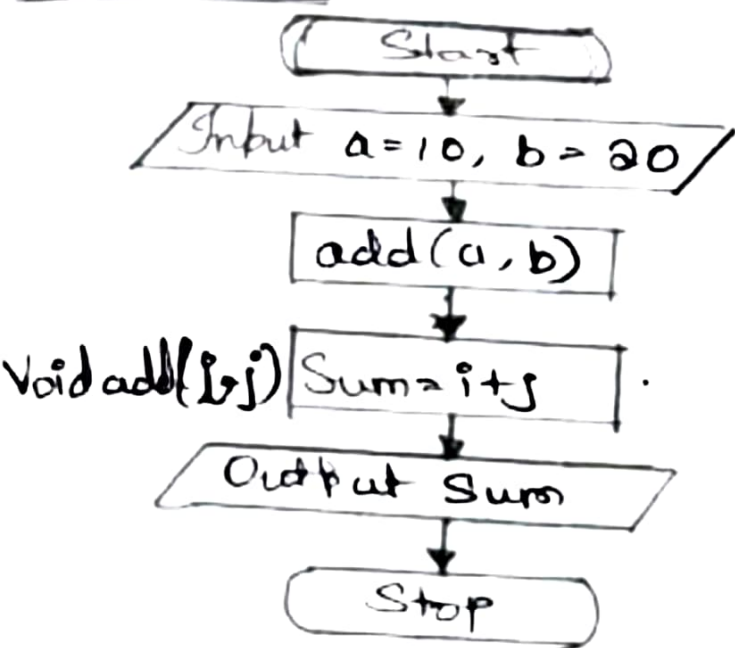 Start
Input a=10, b=20
add(a,b)
Void add(i,j) Sum=i+j
Output Sum
Stop